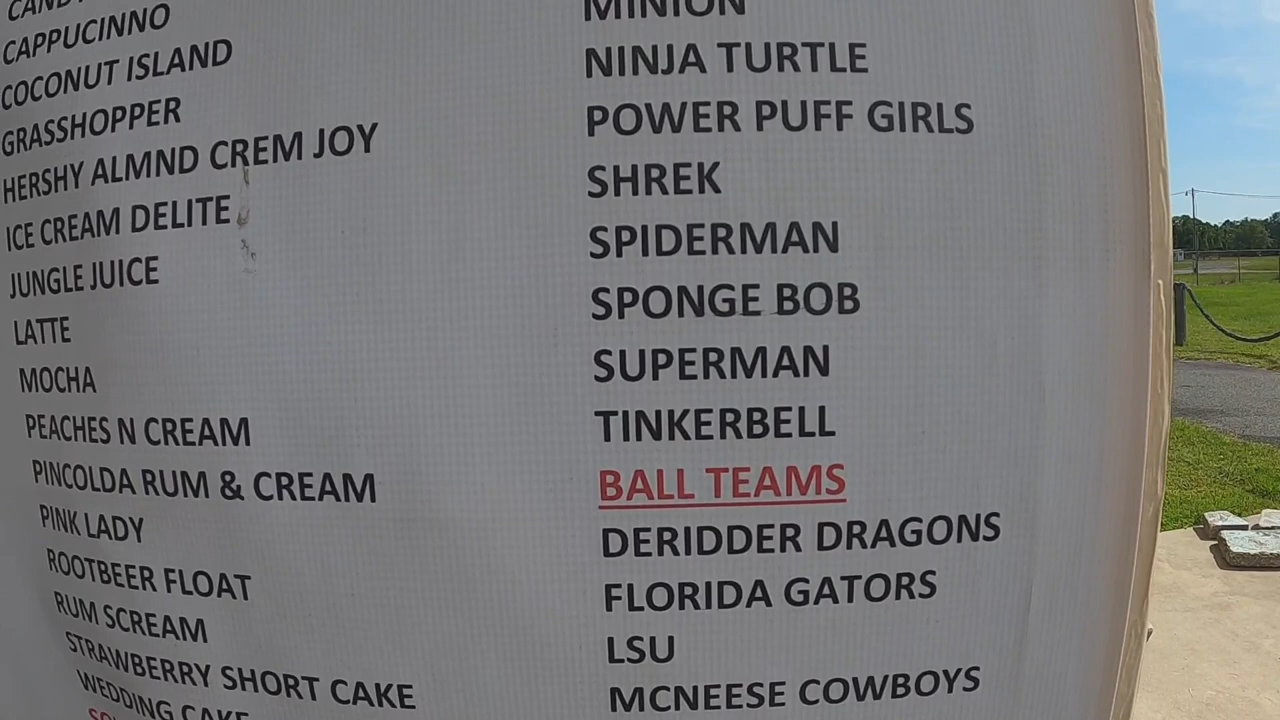 CAPPUCINNO
COCONUT ISLAND
GRASSHOPPER
HERSHY ALMND CREM JOY
ICE CREAM DELITE
JUNGLE JUICE
LATTE
MOCHA
PEACHES N CREAM
PINCOLDA RUM & CREAM
PINK LADY
ROOTBEER FLOAT
RUM SCREAM
STRAWBERRY SHORT CAKE
WEDDING CAKE
MINION
NINJA TURTLE
POWER PUFF GIRLS
SHREK
SPIDERMAN
SPONGE BOB
SUPERMAN
TINKERBELL
BALL TEAMS
DERIDDER DRAGONS
FLORIDA GATORS
LSU
MCNEESE COWBOYS